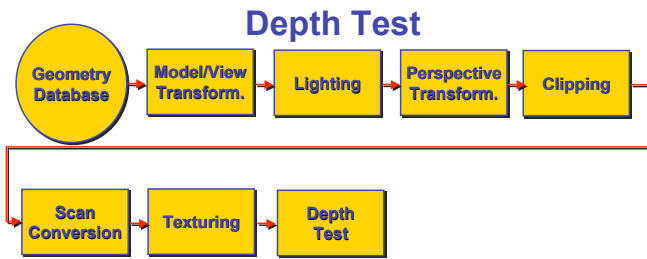 Depth Test
Geometry
Database
Model/View
Transform.
Lighting
Perspective
Transform.
Clipping
Scan
Conversion
Texturing
Depth
Test